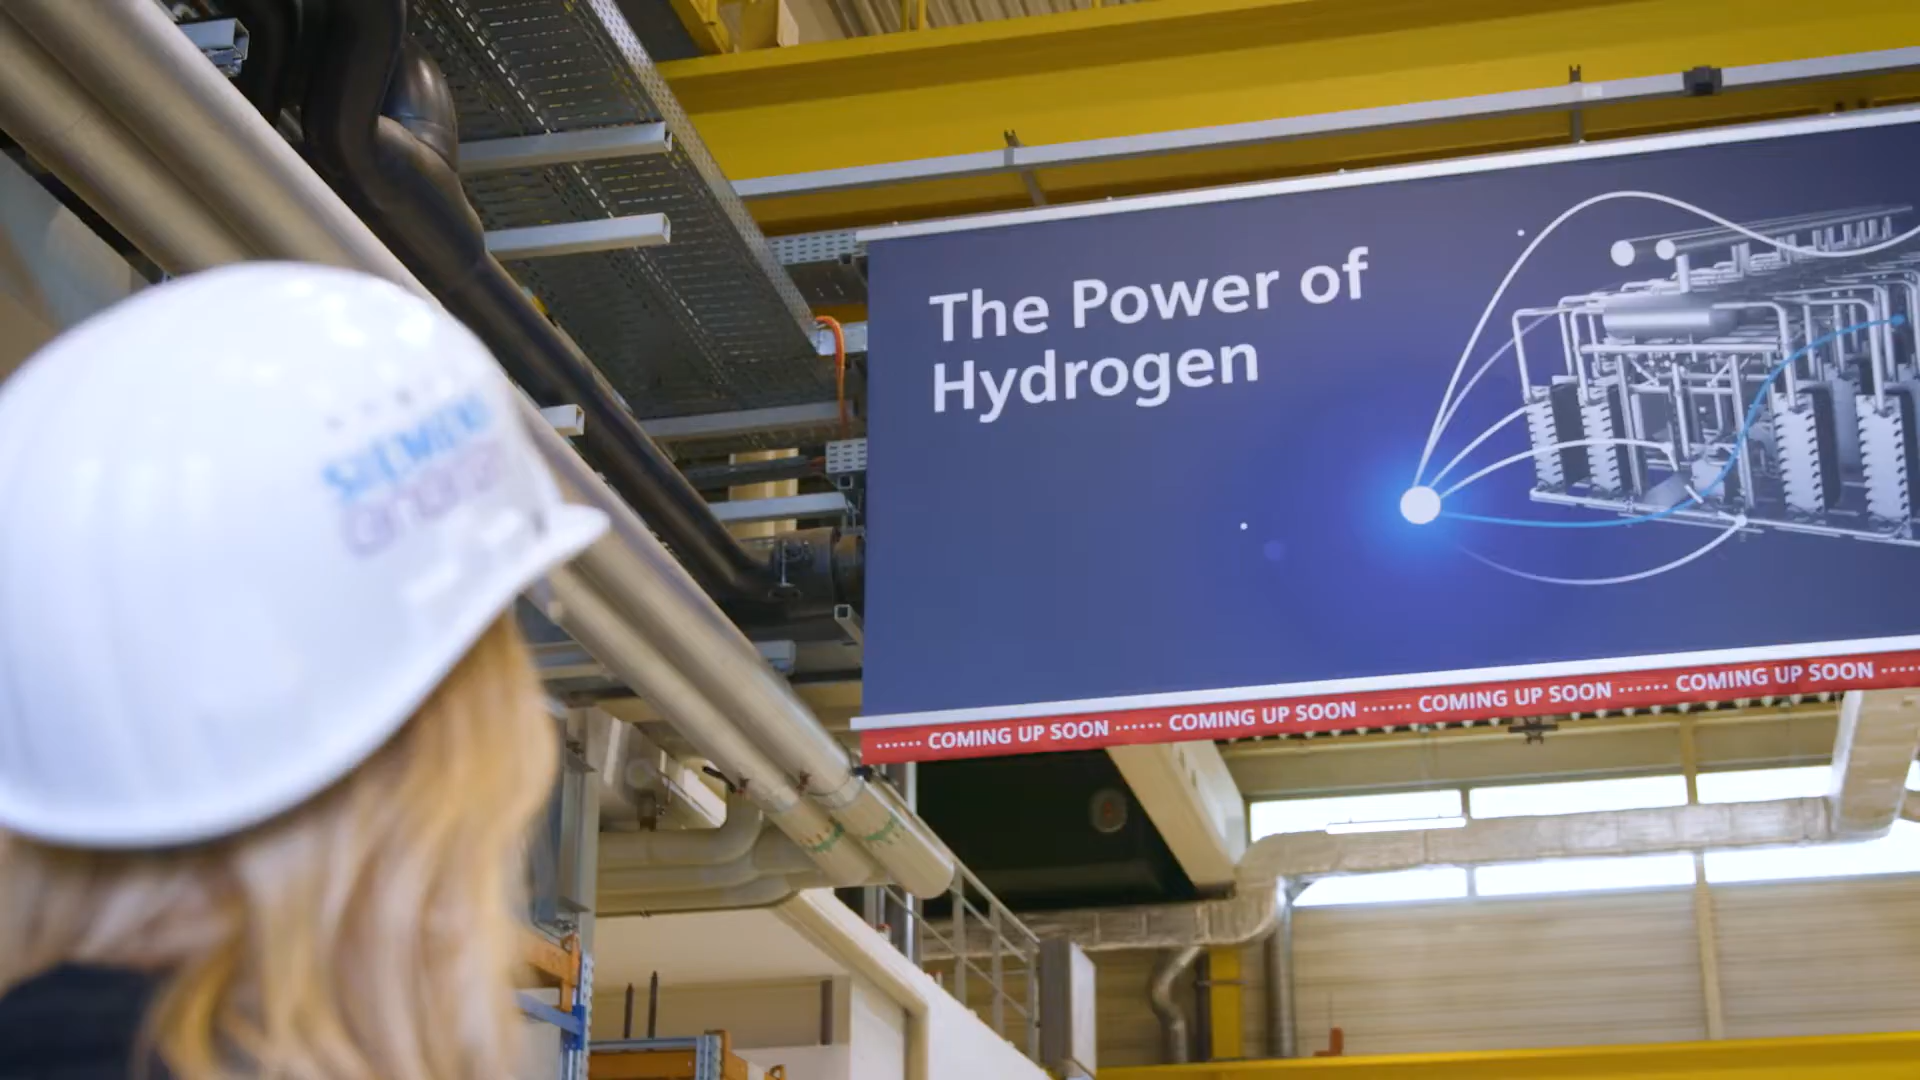 SIEMENS
energy
The Power of
Hydrogen
······ COMING UP SOON ······ COMING UP SOON ······ COMING UP SOON ······ COMING UP SOON ·····